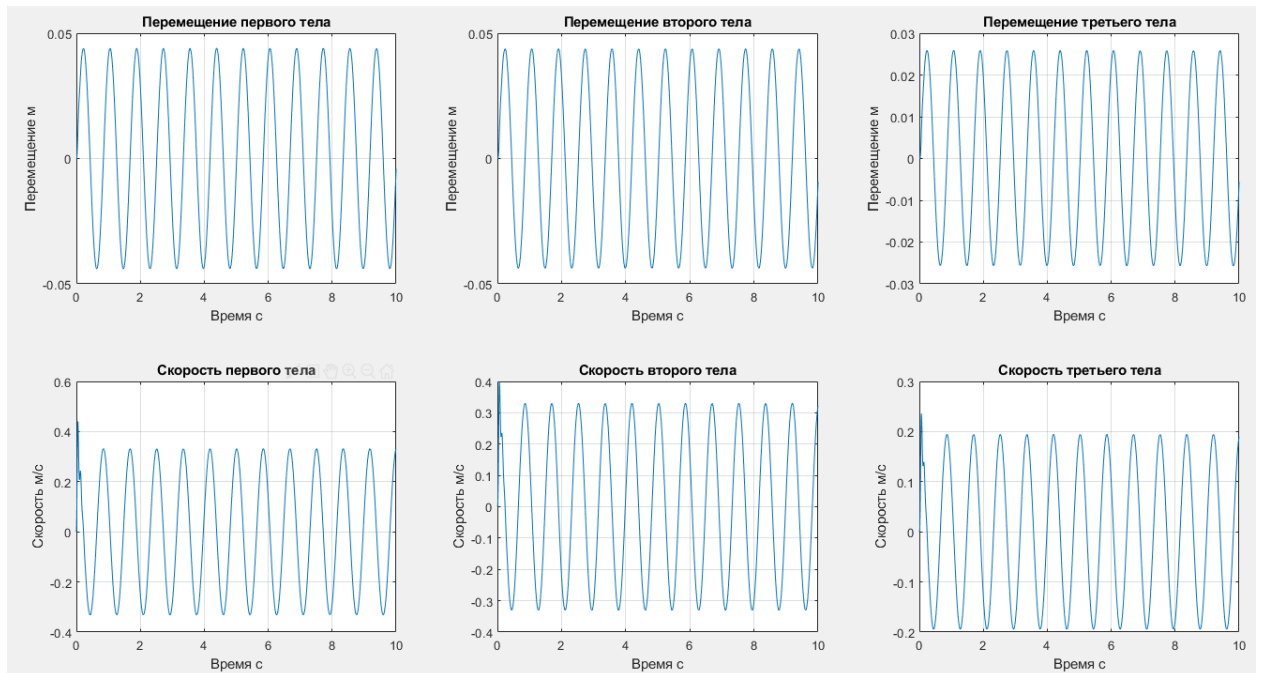 Перемещение первого тела
0.05
0
-0.05
Перемещение м
0 2 4 6 8 10
Время с
Перемещение второго тела
0.05
0
-0.05
Перемещение м
0 2 4 6 8 10
Время с
Перемещение третьего тела
0.03
0.02
0.01
0
-0.01
-0.02
-0.03
Перемещение м
0 2 4 6 8 10
Время с
Скорость первого тела
0.6
0.4
0.2
0
-0.2
-0.4
Скорость м/с
0 2 4 6 8 10
Время с
Скорость второго тела
0.4
0.3
0.2
0.1
0
-0.1
-0.2
-0.3
-0.4
Скорость м/с
0 2 4 6 8 10
Время с
Скорость третьего тела
0.3
0.2
0.1
0
-0.1
-0.2
Скорость м/с
0 2 4 6 8 10
Время с